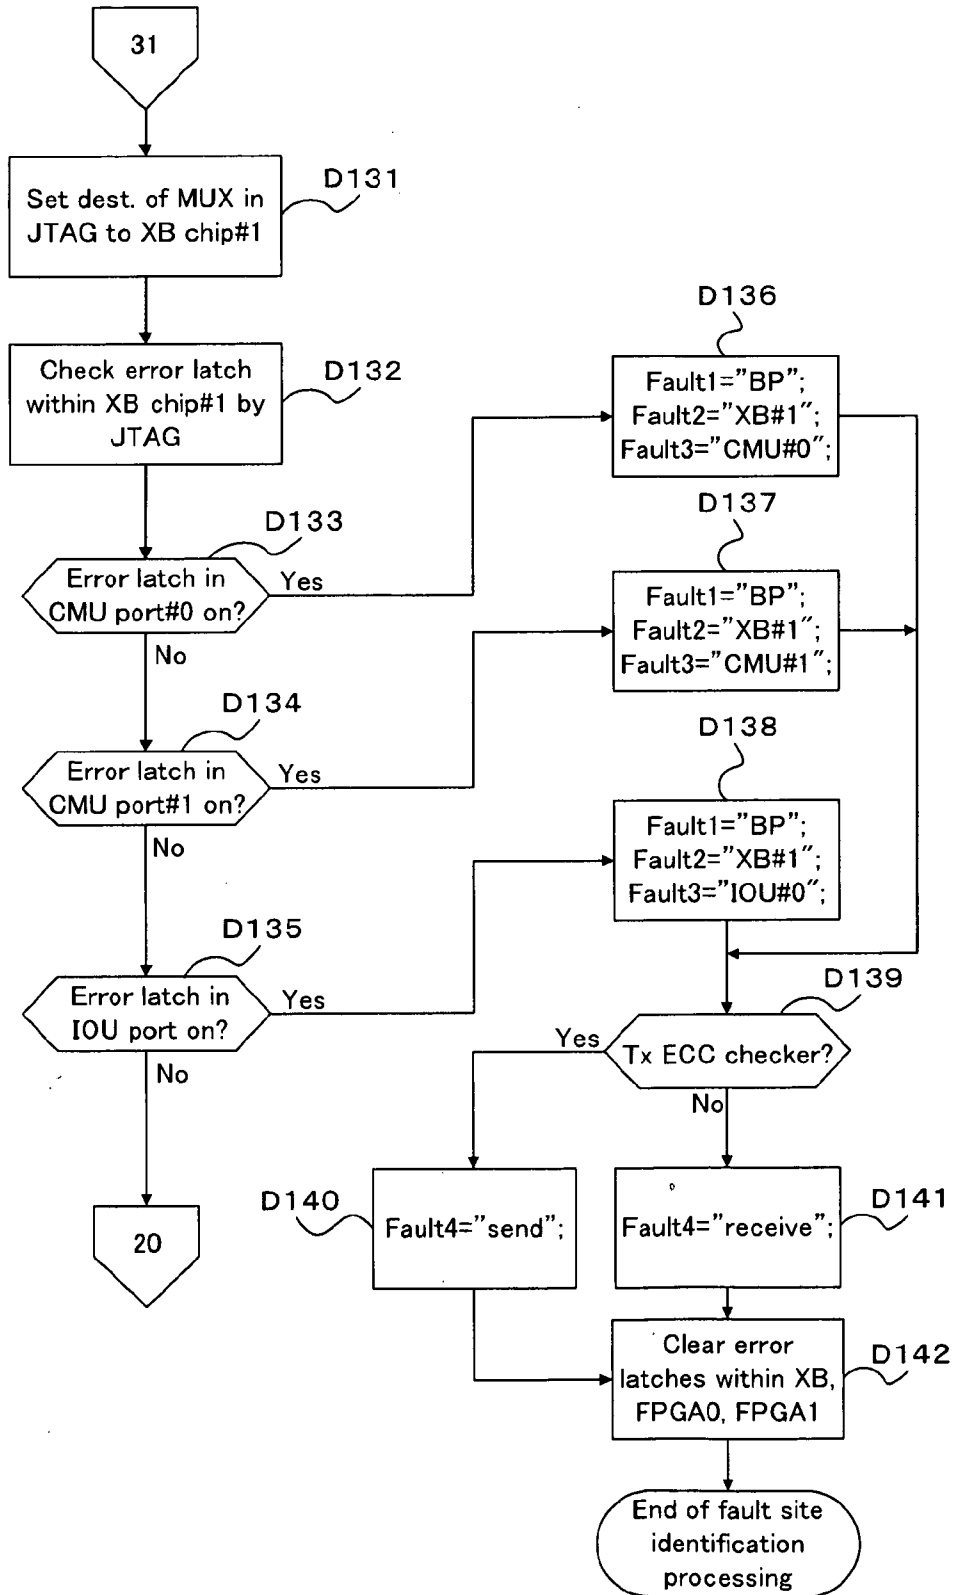 31
D131
Set dest. of MUX in
JTAG to XB chip#1
D132
Check error latch
within XB chip#1 by
JTAG
D133
Error latch in
CMU port#0 on?
Yes
No
D134
Error latch in
CMU port#1 on?
Yes
No
D135
Error latch in
IOU port on?
Yes
No
20
D136
Fault1="BP";
Fault2="XB#1";
Fault3="CMU#0";
D137
Fault1="BP";
Fault2="XB#1";
Fault3="CMU#1";
D138
Fault1="BP";
Fault2="XB#1";
Fault3="IOU#0";
D139
Tx ECC checker?
Yes
No
D140
Fault4="send";
D141
Fault4="receive";
D142
Clear error
latches within XB,
FPGA0, FPGA1
End of fault site
identification
processing